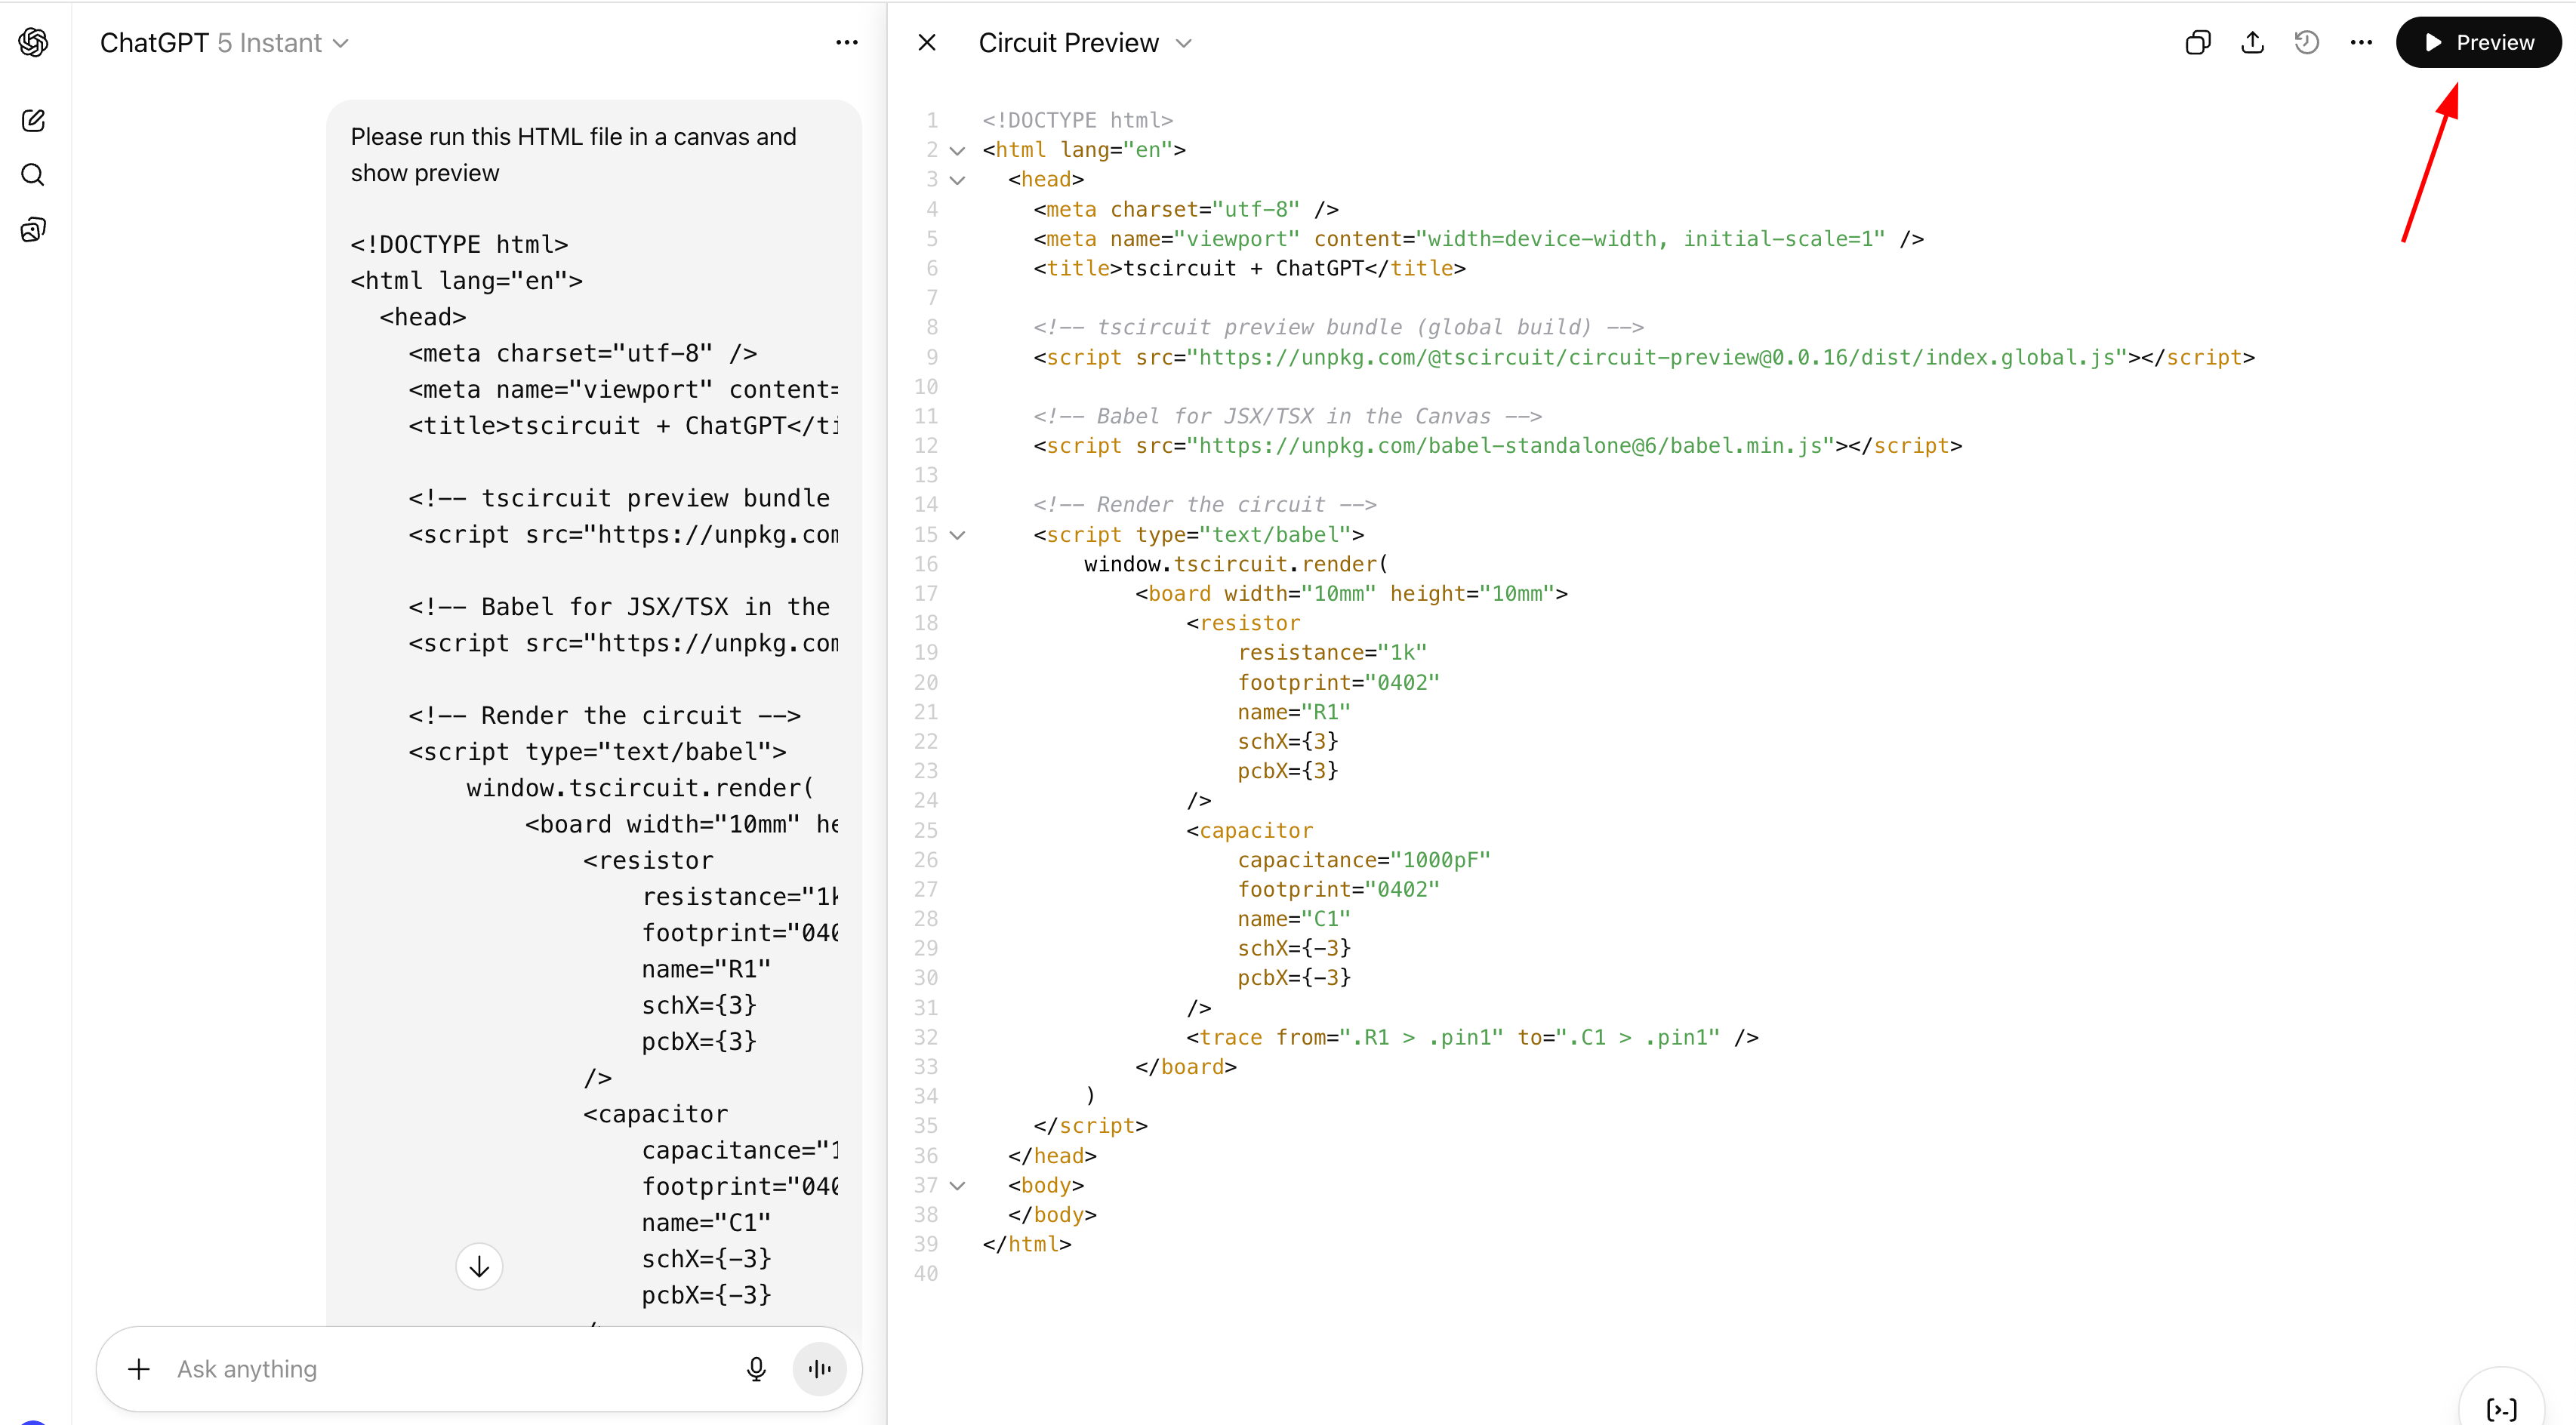 ChatGPT 5 Instant
Please run this HTML file in a canvas and
show preview
<!DOCTYPE html>
<html lang="en">
  <head>
    <meta charset="utf-8" />
    <meta name="viewport" content=
    <title>tscircuit + ChatGPT</ti
    <!-- tscircuit preview bundle
    <script src="https://unpkg.com
    <!-- Babel for JSX/TSX in the
    <script src="https://unpkg.com
    <!-- Render the circuit -->
    <script type="text/babel">
        window.tscircuit.render(
            <board width="10mm" he
                <resistor
                    resistance="1k
                    footprint="040
                    name="R1"
                    schX={3}
                    pcbX={3}
                />
                <capacitor
                    capacitance="1
                    footprint="040
                    name="C1"
                    schX={-3}
                    pcbX={-3}
Ask anything
Circuit Preview
Preview
1 <!DOCTYPE html>
2 <html lang="en">
3   <head>
4     <meta charset="utf-8" />
5     <meta name="viewport" content="width=device-width, initial-scale=1" />
6     <title>tscircuit + ChatGPT</title>
7
8     <!-- tscircuit preview bundle (global build) -->
9     <script src="https://unpkg.com/@tscircuit/circuit-preview@0.0.16/dist/index.global.js"></script>
10
11     <!-- Babel for JSX/TSX in the Canvas -->
12     <script src="https://unpkg.com/babel-standalone@6/babel.min.js"></script>
13
14     <!-- Render the circuit -->
15     <script type="text/babel">
16         window.tscircuit.render(
17             <board width="10mm" height="10mm">
18                 <resistor
19                     resistance="1k"
20                     footprint="0402"
21                     name="R1"
22                     schX={3}
23                     pcbX={3}
24                 />
25                 <capacitor
26                     capacitance="1000pF"
27                     footprint="0402"
28                     name="C1"
29                     schX={-3}
30                     pcbX={-3}
31                 />
32                 <trace from=".R1 > .pin1" to=".C1 > .pin1" />
33             </board>
34         )
35     </script>
36   </head>
37   <body>
38   </body>
39 </html>
40